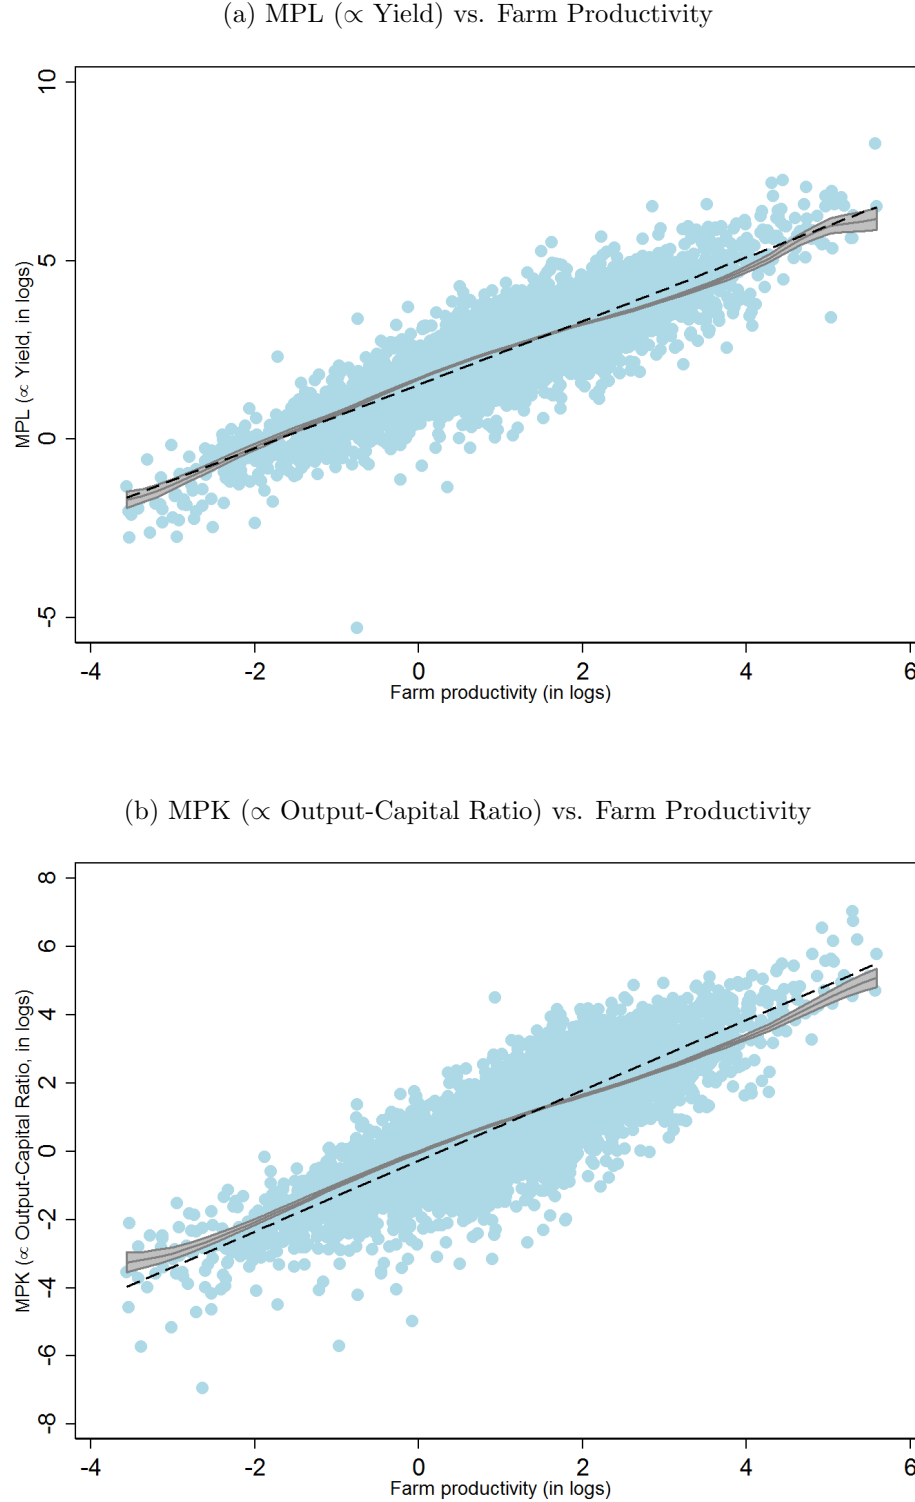 (a) MPL (∝ Yield) vs. Farm Productivity
10
5
0
-5
MPL (∝ Yield, in logs)
-4 -2 0 2 4 6
Farm productivity (in logs)
(b) MPK (∝ Output-Capital Ratio) vs. Farm Productivity
8
6
4
2
0
-2
-4
-6
-8
MPK (∝ Output-Capital Ratio, in logs)
-4 -2 0 2 4 6
Farm productivity (in logs)